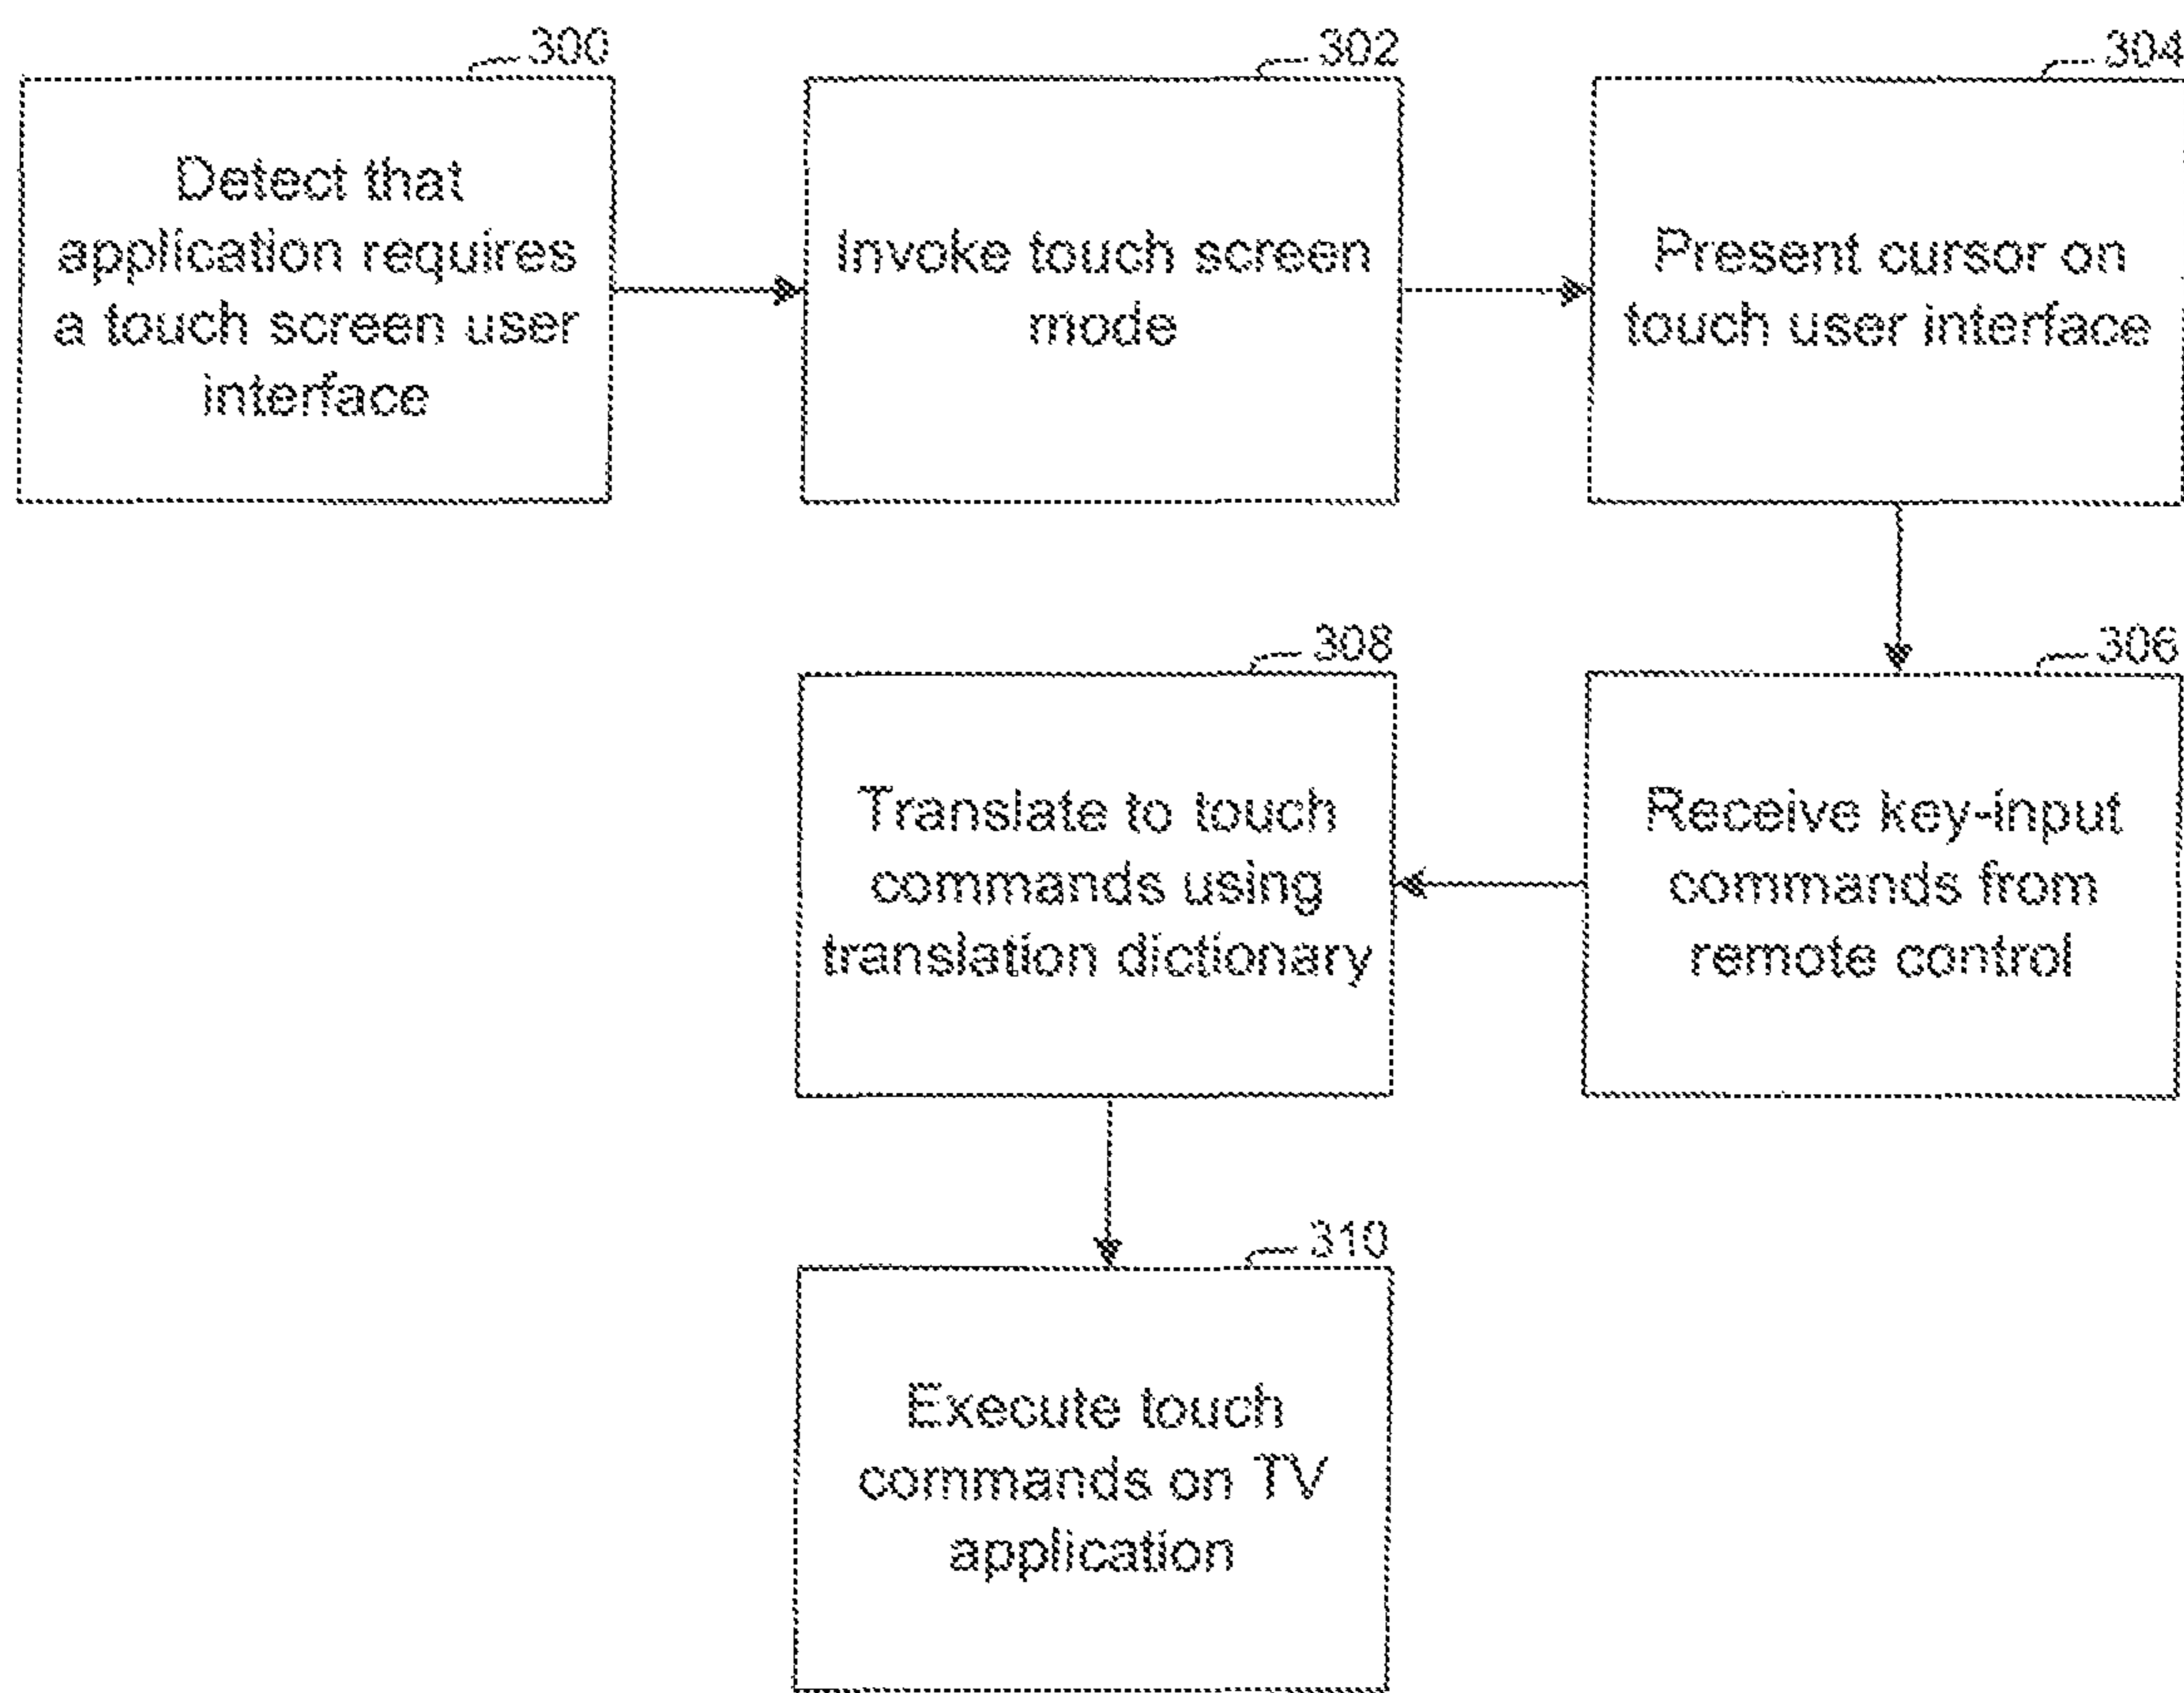 300
Detect that
application requires
a touch screen user
interface
302
Invoke touch screen
mode
304
Present cursor on
touch user interface
306
Receive key-input
commands from
remote control
308
Translate to touch
commands using
translation dictionary
310
Execute touch
commands on TV
application